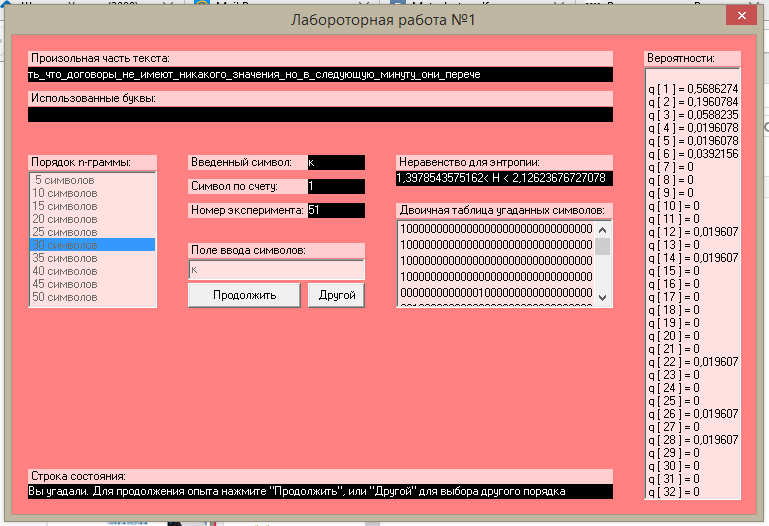 Лабороторная работа №1
Произольная часть текста:
ть_что_договоры_не_имеют_никакого_значения_но_в_следующую_минуту_они_перече
Использованные буквы:
Порядок n-граммы:
5 символов
10 символов
15 символов
20 символов
25 символов
30 символов
35 символов
40 символов
45 символов
50 символов
Введенный символ: к
Символ по счету: 1
Номер эксперимента: 51
Поле ввода символов:
к
Продолжить Другой
Неравенство для энтропии:
1,3978543575162< H < 2,12623676727078
Двоичная таблица угаданных символов:
10000000000000000000000000000000
10000000000000000000000000000000
10000000000000000000000000000000
10000000000000000000000000000000
00000000000001000000000000000000
Вероятности:
q [ 1 ] = 0,5686274
q [ 2 ] = 0,1960784
q [ 3 ] = 0,0588235
q [ 4 ] = 0,0196078
q [ 5 ] = 0,0196078
q [ 6 ] = 0,0392156
q [ 7 ] = 0
q [ 8 ] = 0
q [ 9 ] = 0
q [ 10 ] = 0
q [ 11 ] = 0
q [ 12 ] = 0,019607
q [ 13 ] = 0
q [ 14 ] = 0,019607
q [ 15 ] = 0
q [ 16 ] = 0
q [ 17 ] = 0
q [ 18 ] = 0
q [ 19 ] = 0
q [ 20 ] = 0
q [ 21 ] = 0
q [ 22 ] = 0,019607
q [ 23 ] = 0
q [ 24 ] = 0
q [ 25 ] = 0
q [ 26 ] = 0,019607
q [ 27 ] = 0
q [ 28 ] = 0,019607
q [ 29 ] = 0
q [ 30 ] = 0
q [ 31 ] = 0
q [ 32 ] = 0
Строка состояния:
Вы угадали. Для продолжения опыта нажмите "Продолжить", или "Другой" для выбора другого порядка